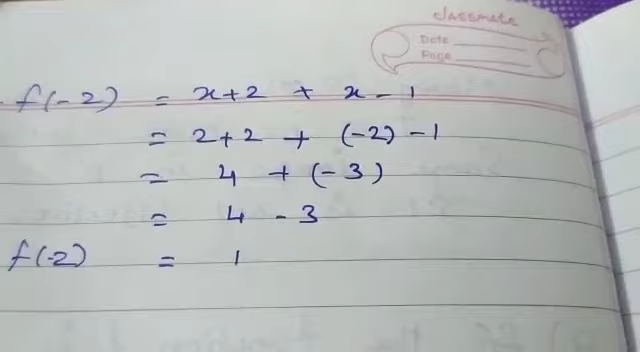 classmate
Date
Page
f(-2) = x+2 + x-1
= 2+2 + (-2)-1
= 4 + (-3)
= 4 - 3
f(-2) = 1